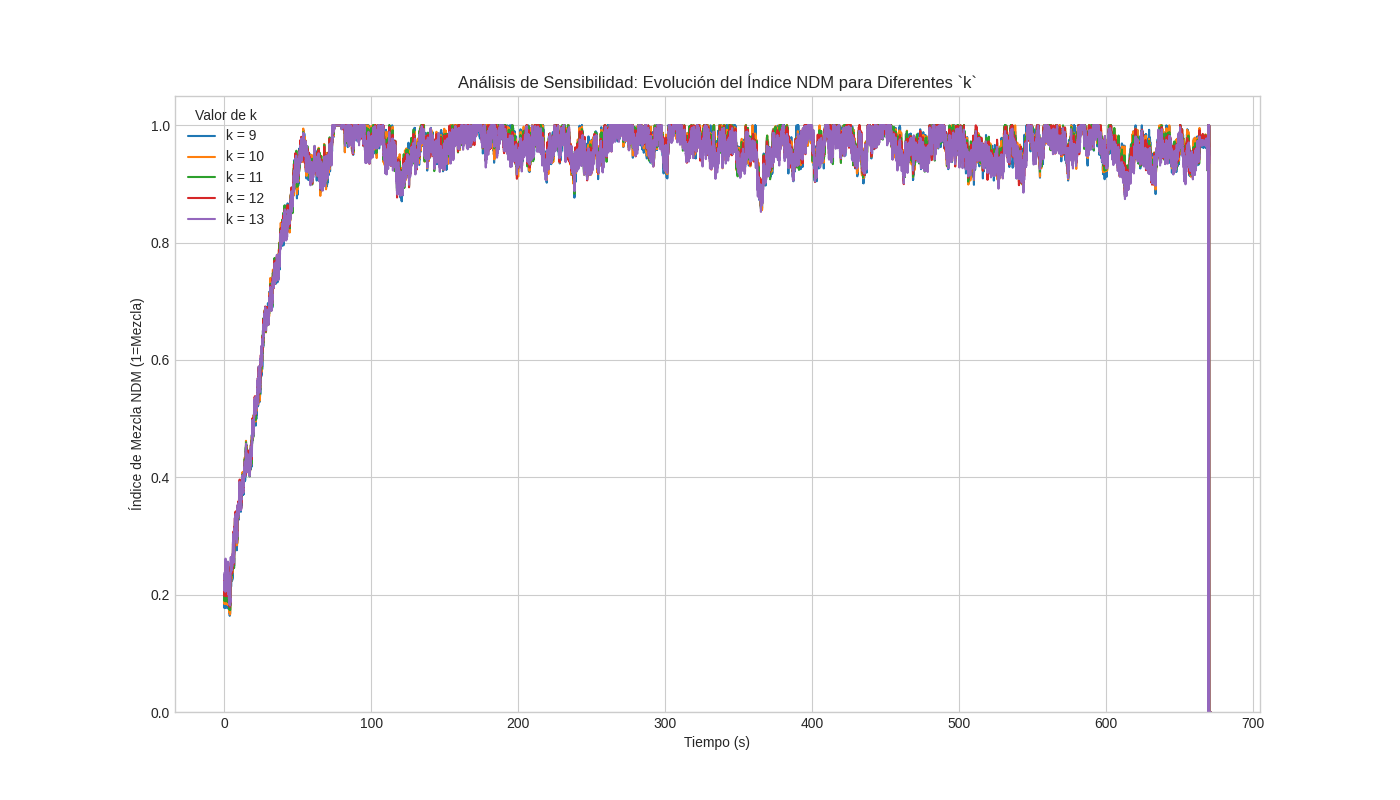 Análisis de Sensibilidad: Evolución del Índice NDM para Diferentes `k`
Valor de k
k = 9
k = 10
k = 11
k = 12
k = 13
Índice de Mezcla NDM (1=Mezcla)
1.0
0.8
0.6
0.4
0.2
0.0
0 100 200 300 400 500 600 700
Tiempo (s)